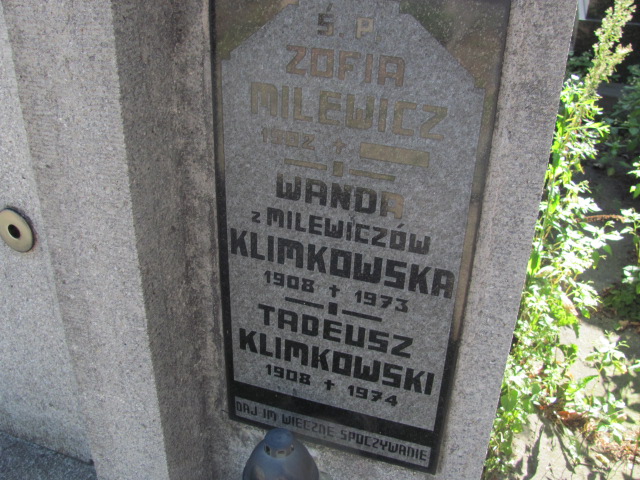 Ś P
ZOFIA
MILEWICZ
WANDA
Z MILEWICZÓW
KLIMKOWSKA
1908 † 1973
TADEUSZ
KLIMKOWSKI
1908 † 1974
DAJ IM WIECZNE SPOCZYWANIE